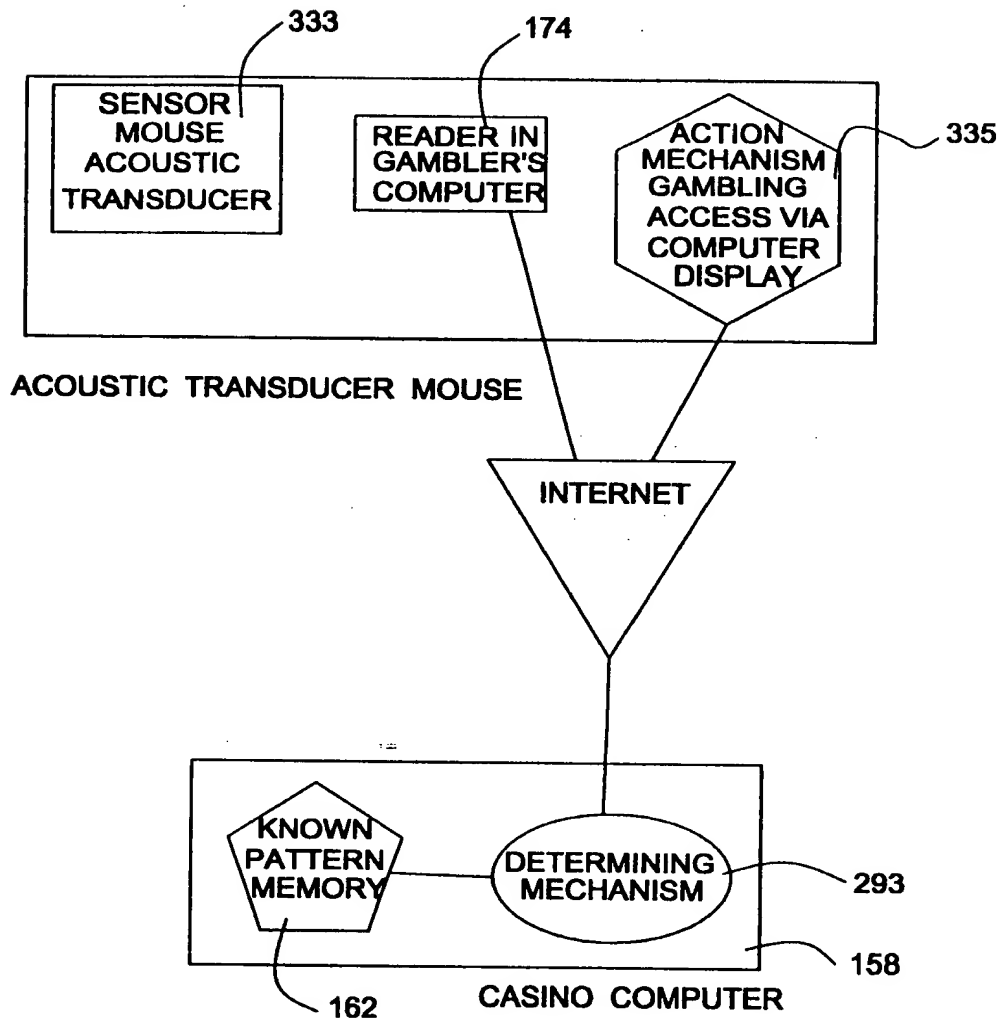 333
174
SENSOR
MOUSE
ACOUSTIC
TRANSDUCER
READER IN
GAMBLER'S
COMPUTER
ACTION
MECHANISM
GAMBLING
ACCESS VIA
COMPUTER
DISPLAY
335
ACOUSTIC TRANSDUCER MOUSE
INTERNET
KNOWN
PATTERN
MEMORY
DETERMINING
MECHANISM
293
158
162
CASINO COMPUTER